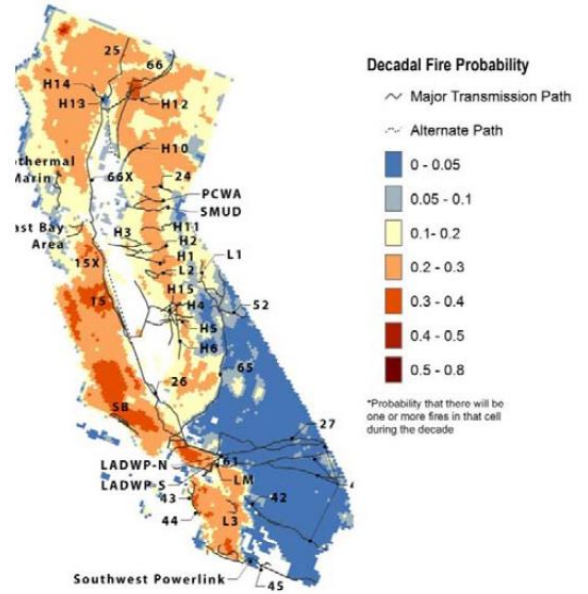 25
66
H14
H13
H12
H10
othermal
Marin
66X
24
PCWA
SMUD
ast Bay
Area
H3
H11
H2
H1
L1
15X
L2
15
H15
H4
52
H5
H6
65
26
SB
27
LADWP-N
61
LM
LADWP-S
43
42
44
L3
Southwest Powerlink
45
Decadal Fire Probability
Major Transmission Path
Alternate Path
0 - 0.05
0.05 - 0.1
0.1- 0.2
0.2 - 0.3
0.3 - 0.4
0.4 - 0.5
0.5 - 0.8
*Probability that there will be
one or more fires in that cell
during the decade